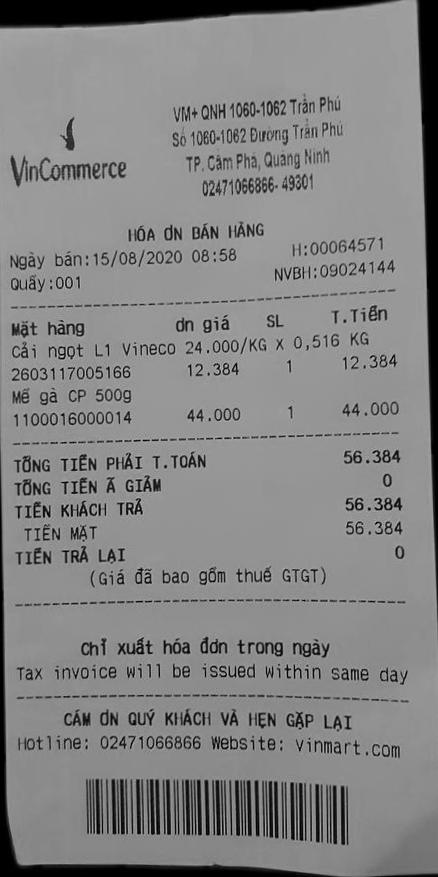 VinCommerce
VM+ QNH 1060-1062 Trần Phú
Số 1060-1062 Đường Trần Phú
TP. Cẩm Phả, Quảng Ninh
02471066866- 49301
HÓA ƠN BÁN HÀNG
Ngày bán:15/08/2020 08:58 H:00064571
Quầy:001 NVBH:09024144
Mặt hàng ơn giá SL T.Tiền
Cải ngọt L1 Vineco 24.000/KG X 0,516 KG
2603117005166 12.384 1 12.384
Mề gà CP 500g
1100016000014 44.000 1 44.000
TỔNG TIỀN PHẢI T.TOÁN 56.384
TỔNG TIỀN Ã GIẢM 0
TIỀN KHÁCH TRẢ 56.384
TIỀN MẶT 56.384
TIỀN TRẢ LẠI 0
(Giá đã bao gồm thuế GTGT)
Chỉ xuất hóa đơn trong ngày
Tax invoice will be issued within same day
CÁM ƠN QUÝ KHÁCH VÀ HẸN GẶP LẠI
Hotline: 02471066866 Website: vinmart.com